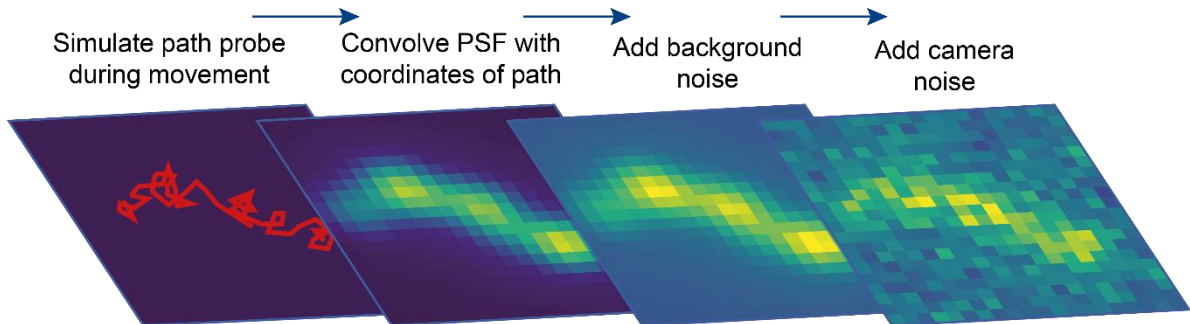 Simulate path probe
during movement
Convolve PSF with
coordinates of path
Add background
noise
Add camera
noise